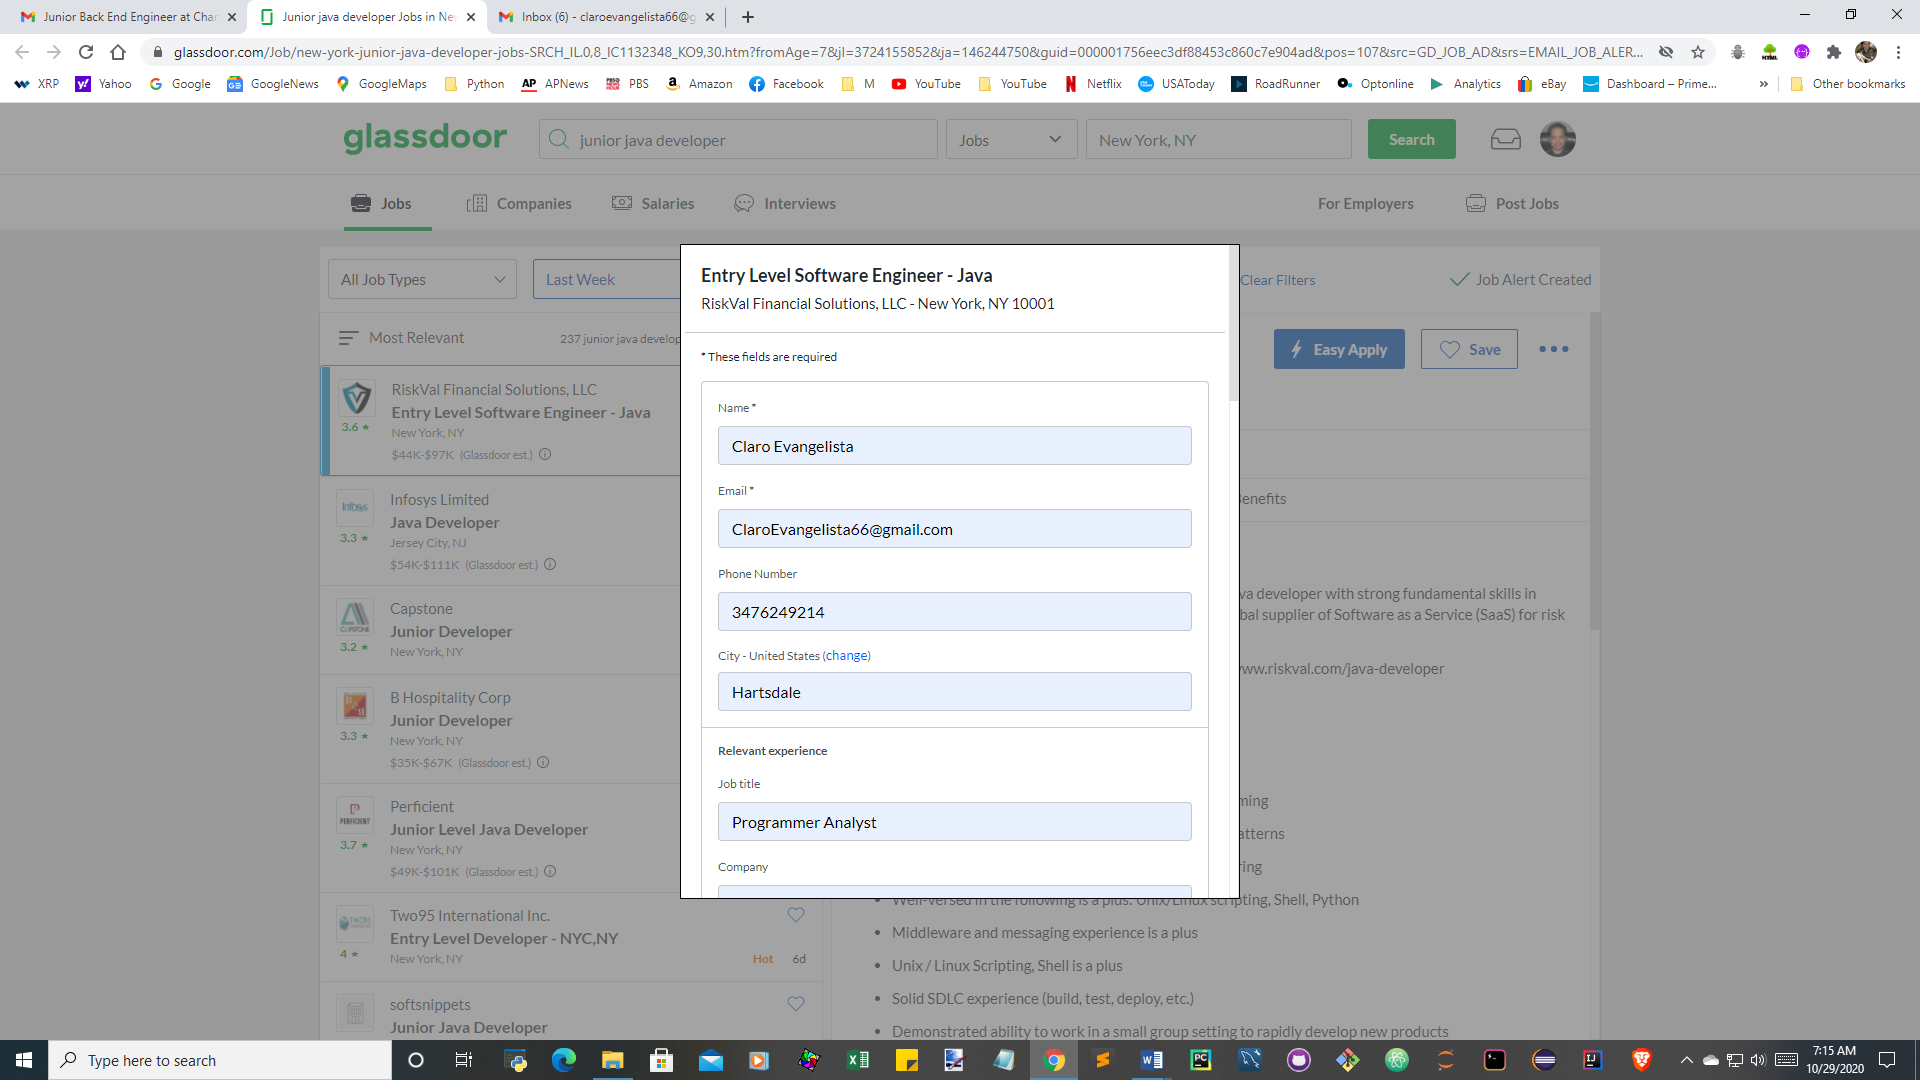 Junior Back End Engineer at Char
Junior java developer Jobs in New
Inbox (6) - claroevangelista66@g
glassdoor.com/Job/new-york-junior-java-developer-jobs-SRCH_IL.0,8_IC1132348_KO9,30.htm?fromAge=7&jl=3724155852&ja=146244750&guid=000001756eec3df88453c860c7e904ad&pos=107&src=GD_JOB_AD&srs=EMAIL_JOB_ALER...
XRP Yahoo Google GoogleNews GoogleMaps Python APNews PBS Amazon Facebook M YouTube YouTube Netflix USAToday RoadRunner Optonline Analytics eBay Dashboard – Prime... » Other bookmarks
glassdoor junior java developer Jobs New York, NY Search
Jobs Companies Salaries Interviews For Employers Post Jobs
All Job Types Last Week Clear Filters Job Alert Created
Most Relevant 237 junior java develop
Easy Apply Save
RiskVal Financial Solutions, LLC
Entry Level Software Engineer - Java
3.6 ★
New York, NY
$44K-$97K (Glassdoor est.)
Infosys
Infosys Limited
Java Developer
3.3 ★
Jersey City, NJ
$54K-$111K (Glassdoor est.)
CAPSTONE
Capstone
Junior Developer
3.2 ★
New York, NY
B Hospitality Corp
Junior Developer
3.3 ★
New York, NY
$35K-$67K (Glassdoor est.)
PERFICIENT
Perficient
Junior Level Java Developer
3.7 ★
New York, NY
$49K-$101K (Glassdoor est.)
Two95 International Inc.
Entry Level Developer - NYC,NY
4 ★
New York, NY
Hot 6d
softsnippets
Junior Java Developer
Entry Level Software Engineer - Java
RiskVal Financial Solutions, LLC - New York, NY 10001
* These fields are required
Name *
Claro Evangelista
Email *
ClaroEvangelista66@gmail.com
Phone Number
3476249214
City - United States (change)
Hartsdale
Relevant experience
Job title
Programmer Analyst
Company
Benefits
va developer with strong fundamental skills in
bal supplier of Software as a Service (SaaS) for risk
ww.riskval.com/java-developer
ming
atterns
ring
Well-versed in the following is a plus: Unix/Linux scripting, Shell, Python
• Middleware and messaging experience is a plus
• Unix / Linux Scripting, Shell is a plus
• Solid SDLC experience (build, test, deploy, etc.)
• Demonstrated ability to work in a small group setting to rapidly develop new products
Type here to search
7:15 AM
10/29/2020